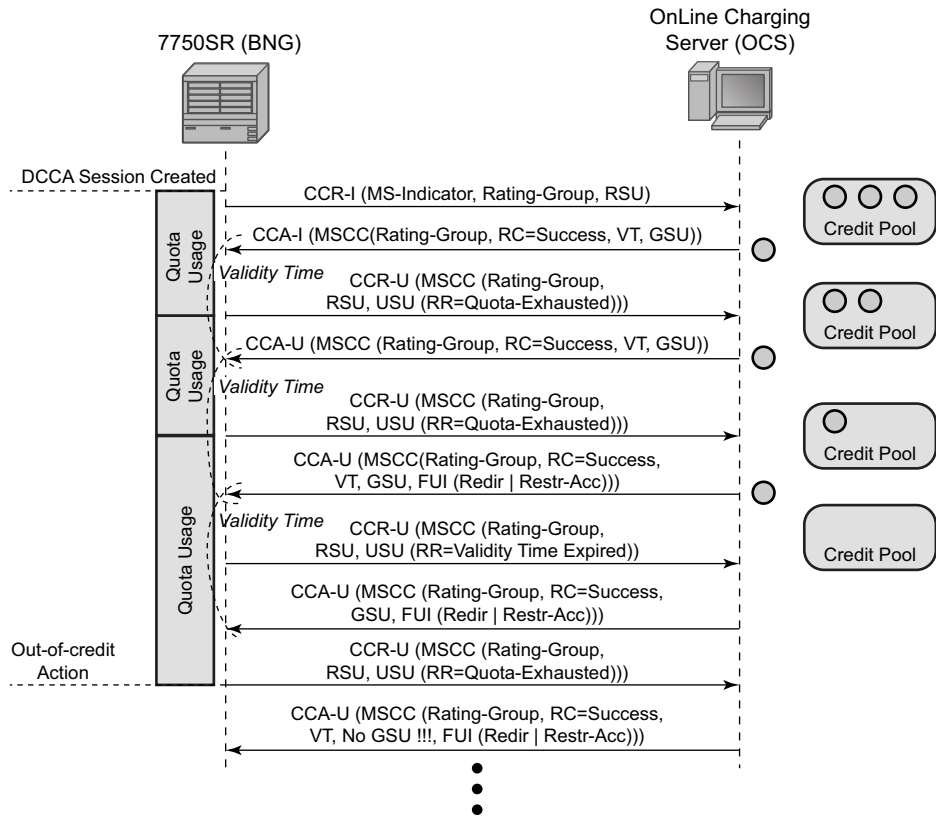 7750SR (BNG)
OnLine Charging
Server (OCS)
DCCA Session Created
CCR-I (MS-Indicator, Rating-Group, RSU)
Credit Pool
CCA-I (MSCC(Rating-Group, RC=Success, VT, GSU))
Quota
Usage
Validity Time
CCR-U (MSCC (Rating-Group,
RSU, USU (RR=Quota-Exhausted)))
Credit Pool
CCA-U (MSCC (Rating-Group, RC=Success, VT, GSU))
Quota
Usage
Validity Time
CCR-U (MSCC (Rating-Group,
RSU, USU (RR=Quota-Exhausted)))
Credit Pool
CCA-U (MSCC(Rating-Group, RC=Success,
VT, GSU, FUI (Redir | Restr-Acc)))
Quota Usage
Validity Time
CCR-U (MSCC (Rating-Group,
RSU, USU (RR=Validity Time Expired))
Credit Pool
CCA-U (MSCC (Rating-Group, RC=Success,
GSU, FUI (Redir | Restr-Acc)))
Out-of-credit
Action
CCR-U (MSCC (Rating-Group,
RSU, USU (RR=Quota-Exhausted)))
CCA-U (MSCC (Rating-Group, RC=Success,
VT, No GSU !!!, FUI (Redir | Restr-Acc)))